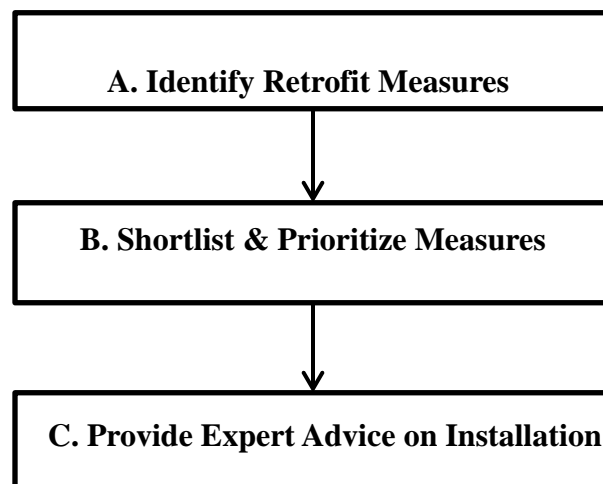 A. Identify Retrofit Measures
B. Shortlist & Prioritize Measures
C. Provide Expert Advice on Installation